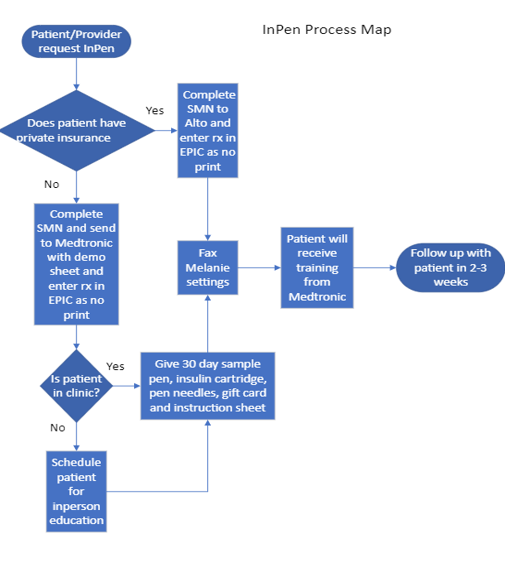 InPen Process Map
Patient/Provider
request InPen
Does patient have
private insurance
Yes
Complete
SMN to
Alto and
enter rx in
EPIC as no
print
No
Complete
SMN and send
to Medtronic
with demo
sheet and
enter rx in
EPIC as no
print
Fax
Melanie
settings
Patient will
receive
training
from
Medtronic
Follow up with
patient in 2-3
weeks
Is patient
in clinic?
Yes
Give 30 day sample
pen, insulin cartridge,
pen needles, gift card
and instruction sheet
No
Schedule
patient
for
inperson
education